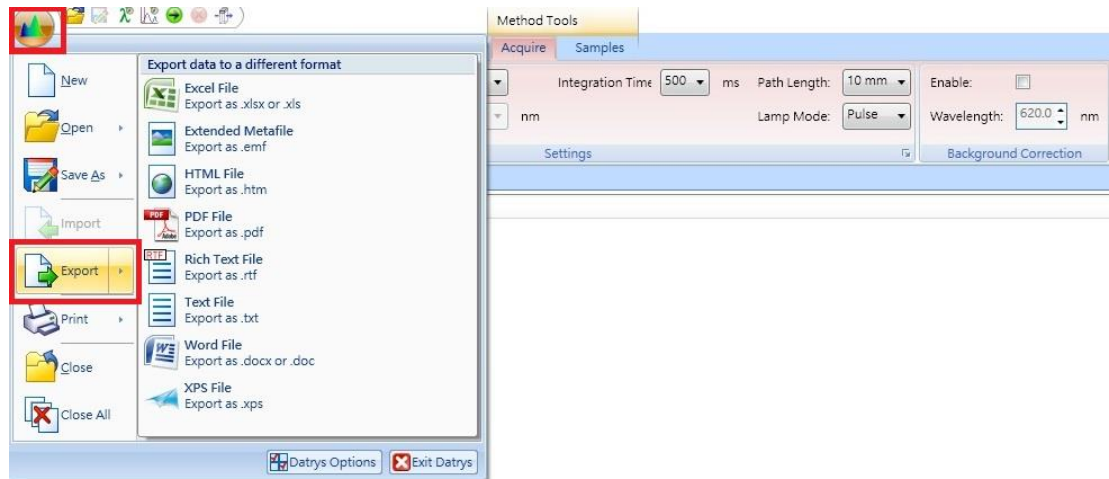 Method Tools
Acquire Samples
Integration Time 500 ms Path Length: 10 mm
nm Lamp Mode: Pulse
Settings
Enable:
Wavelength: 620.0 nm
Background Correction
New
Open
Save As
Import
Export
Print
Close
Close All
Export data to a different format
Excel File
Export as .xlsx or .xls
Extended Metafile
Export as .emf
HTML File
Export as .htm
PDF File
Export as .pdf
Rich Text File
Export as .rtf
Text File
Export as .txt
Word File
Export as .docx or .doc
XPS File
Export as .xps
Datrys Options Exit Datrys